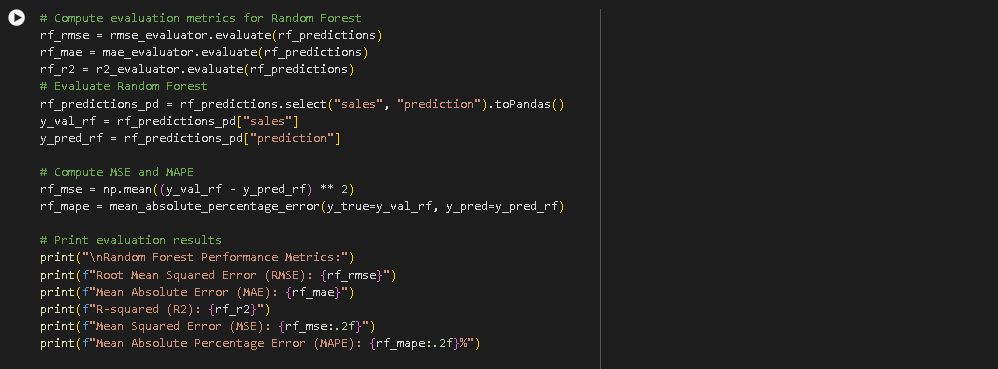 # Compute evaluation metrics for Random Forest
rf_rmse = rmse_evaluator.evaluate(rf_predictions)
rf_mae = mae_evaluator.evaluate(rf_predictions)
rf_r2 = r2_evaluator.evaluate(rf_predictions)
# Evaluate Random Forest
rf_predictions_pd = rf_predictions.select("sales", "prediction").toPandas()
y_val_rf = rf_predictions_pd["sales"]
y_pred_rf = rf_predictions_pd["prediction"]

# Compute MSE and MAPE
rf_mse = np.mean((y_val_rf - y_pred_rf) ** 2)
rf_mape = mean_absolute_percentage_error(y_true=y_val_rf, y_pred=y_pred_rf)

# Print evaluation results
print("\nRandom Forest Performance Metrics:")
print(f"Root Mean Squared Error (RMSE): {rf_rmse}")
print(f"Mean Absolute Error (MAE): {rf_mae}")
print(f"R-squared (R2): {rf_r2}")
print(f"Mean Squared Error (MSE): {rf_mse:.2f}")
print(f"Mean Absolute Percentage Error (MAPE): {rf_mape:.2f}%")